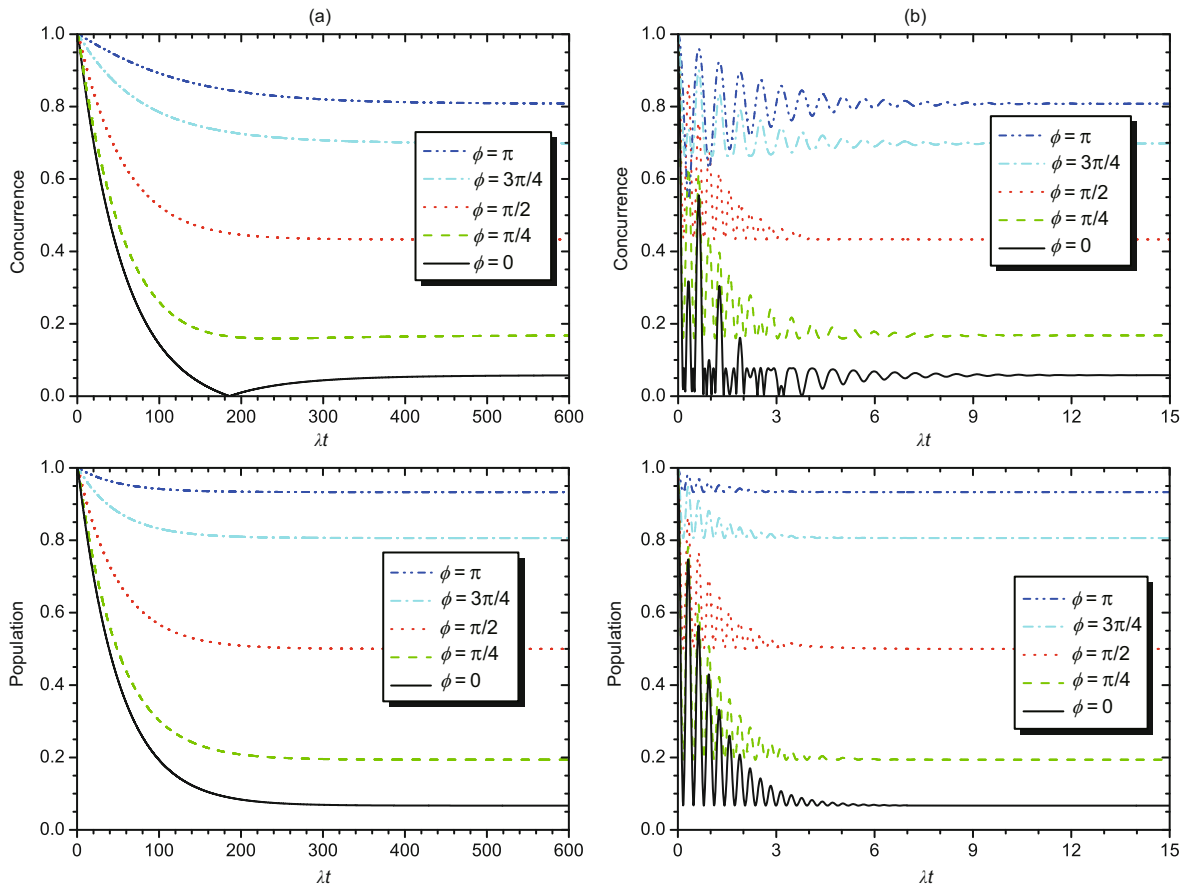 (a)
1.0
0.8
0.6
0.4
0.2
0.0
Concurrence
ϕ = π
ϕ = 3π/4
ϕ = π/2
ϕ = π/4
ϕ = 0
0 100 200 300 400 500 600
λt
(b)
1.0
0.8
0.6
0.4
0.2
0.0
Concurrence
ϕ = π
ϕ = 3π/4
ϕ = π/2
ϕ = π/4
ϕ = 0
0 3 6 9 12 15
λt
1.0
0.8
0.6
0.4
0.2
0.0
Population
ϕ = π
ϕ = 3π/4
ϕ = π/2
ϕ = π/4
ϕ = 0
0 100 200 300 400 500 600
λt
1.0
0.8
0.6
0.4
0.2
0.0
Population
ϕ = π
ϕ = 3π/4
ϕ = π/2
ϕ = π/4
ϕ = 0
0 3 6 9 12 15
λt